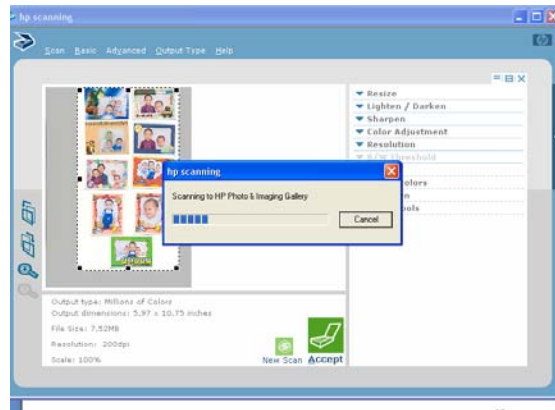 hp scanning
Scan Basic Advanced Output Type Help
Resize
Lighten / Darken
Sharpen
Color Adjustment
Resolution
B/W Threshold
hp scanning
Scanning to HP Photo & Imaging Gallery
Cancel
Output type: Millions of Colors
Output dimensions: 5.97 x 10.75 inches
File Size: 7.52MB
Resolution: 200dpi
Scale: 100%
New Scan Accept